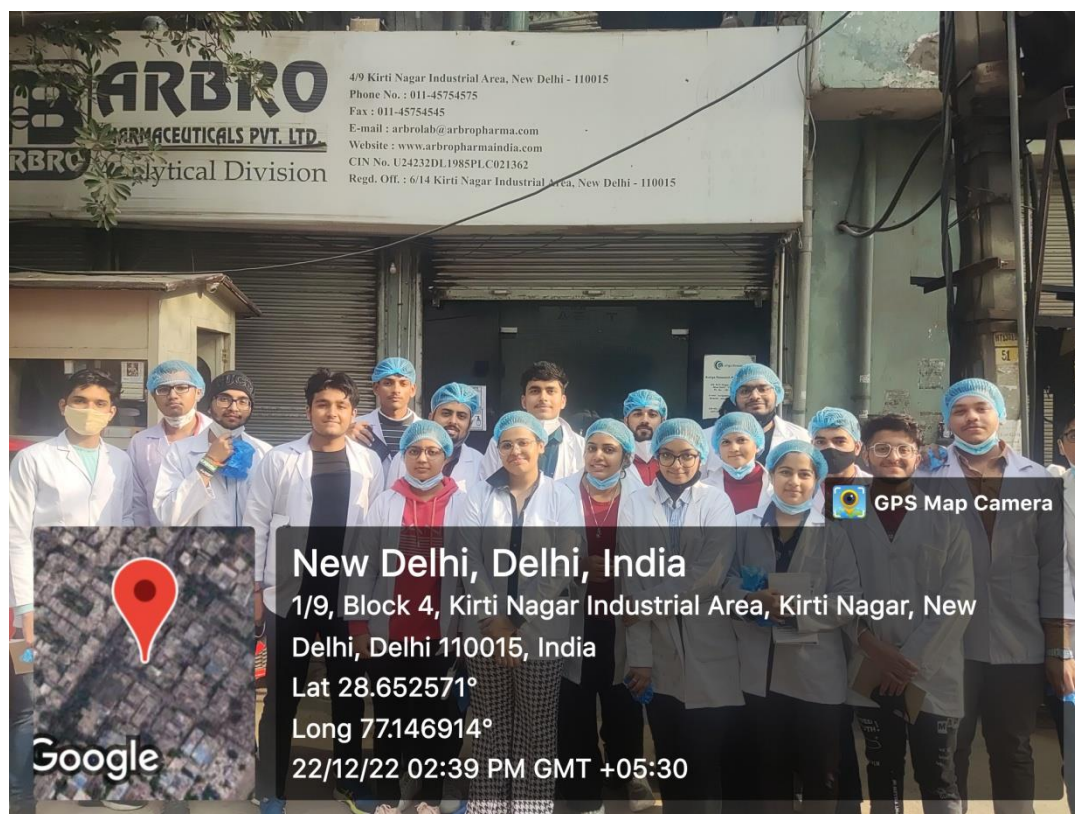 ARBRO
PHARMACEUTICALS PVT. LTD.
Analytical Division
ARBRO
4/9 Kirti Nagar Industrial Area, New Delhi - 110015
Phone No. : 011-45754575
Fax : 011-45754545
E-mail : arbrolab@arbropharma.com
Website : www.arbropharmaindia.com
CIN No. U24232DL1985PLC021362
Regd. Off. : 6/14 Kirti Nagar Industrial Area, New Delhi - 110015
51
GPS Map Camera
New Delhi, Delhi, India
1/9, Block 4, Kirti Nagar Industrial Area, Kirti Nagar, New
Delhi, Delhi 110015, India
Lat 28.652571°
Long 77.146914°
22/12/22 02:39 PM GMT +05:30
Google